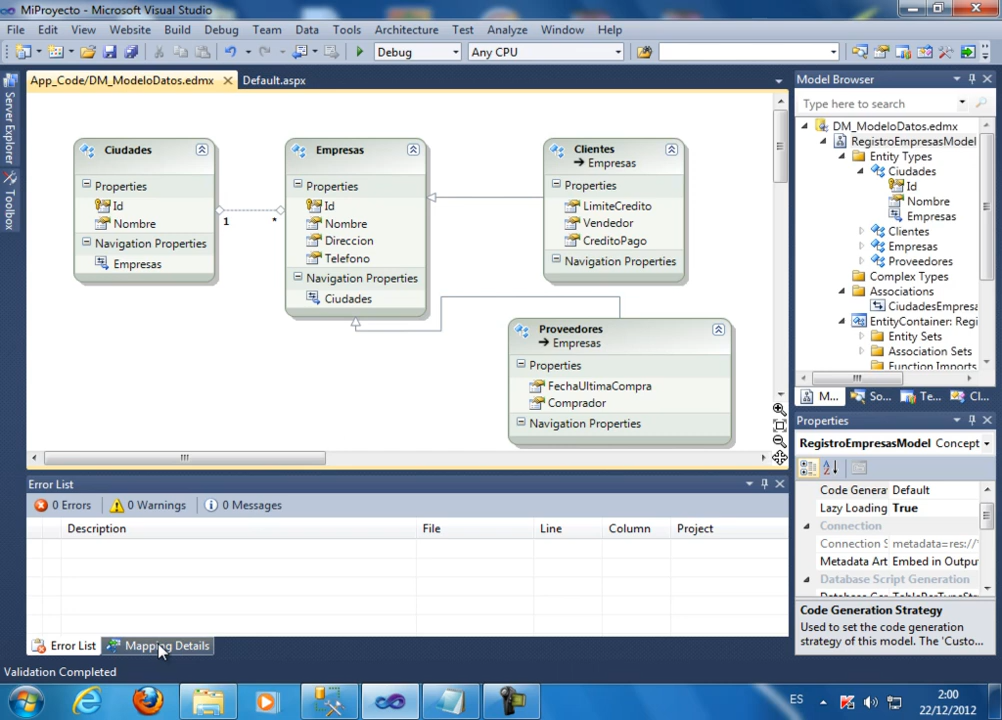 MiProyecto - Microsoft Visual Studio
File Edit View Website Build Debug Team Data Tools Architecture Test Analyze Window Help
Debug Any CPU
App_Code/DM_ModeloDatos.edmx Default.aspx
Server Explorer
Toolbox
Ciudades
Properties
Id
Nombre
Navigation Properties
Empresas
1 *
Empresas
Properties
Id
Nombre
Direccion
Telefono
Navigation Properties
Ciudades
Clientes
Empresas
Properties
LimiteCredito
Vendedor
CreditoPago
Navigation Properties
Proveedores
Empresas
Properties
FechaUltimaCompra
Comprador
Navigation Properties
Model Browser
Type here to search
DM_ModeloDatos.edmx
RegistroEmpresasModel
Entity Types
Ciudades
Id
Nombre
Empresas
Clientes
Empresas
Proveedores
Complex Types
Associations
CiudadesEmpresa
EntityContainer: Regi
Entity Sets
Association Sets
Function Imports
M... So... Te... Cl...
Properties
RegistroEmpresasModel Concept
Code Genera Default
Lazy Loading True
Connection
Connection S metadata=res://
Metadata Art Embed in Outpu
Database Script Generation
Code Generation Strategy
Used to set the code generation
strategy of this model. The 'Custo...
Error List
0 Errors 0 Warnings 0 Messages
Description File Line Column Project
Error List Mapping Details
Validation Completed
ES
2:00
22/12/2012